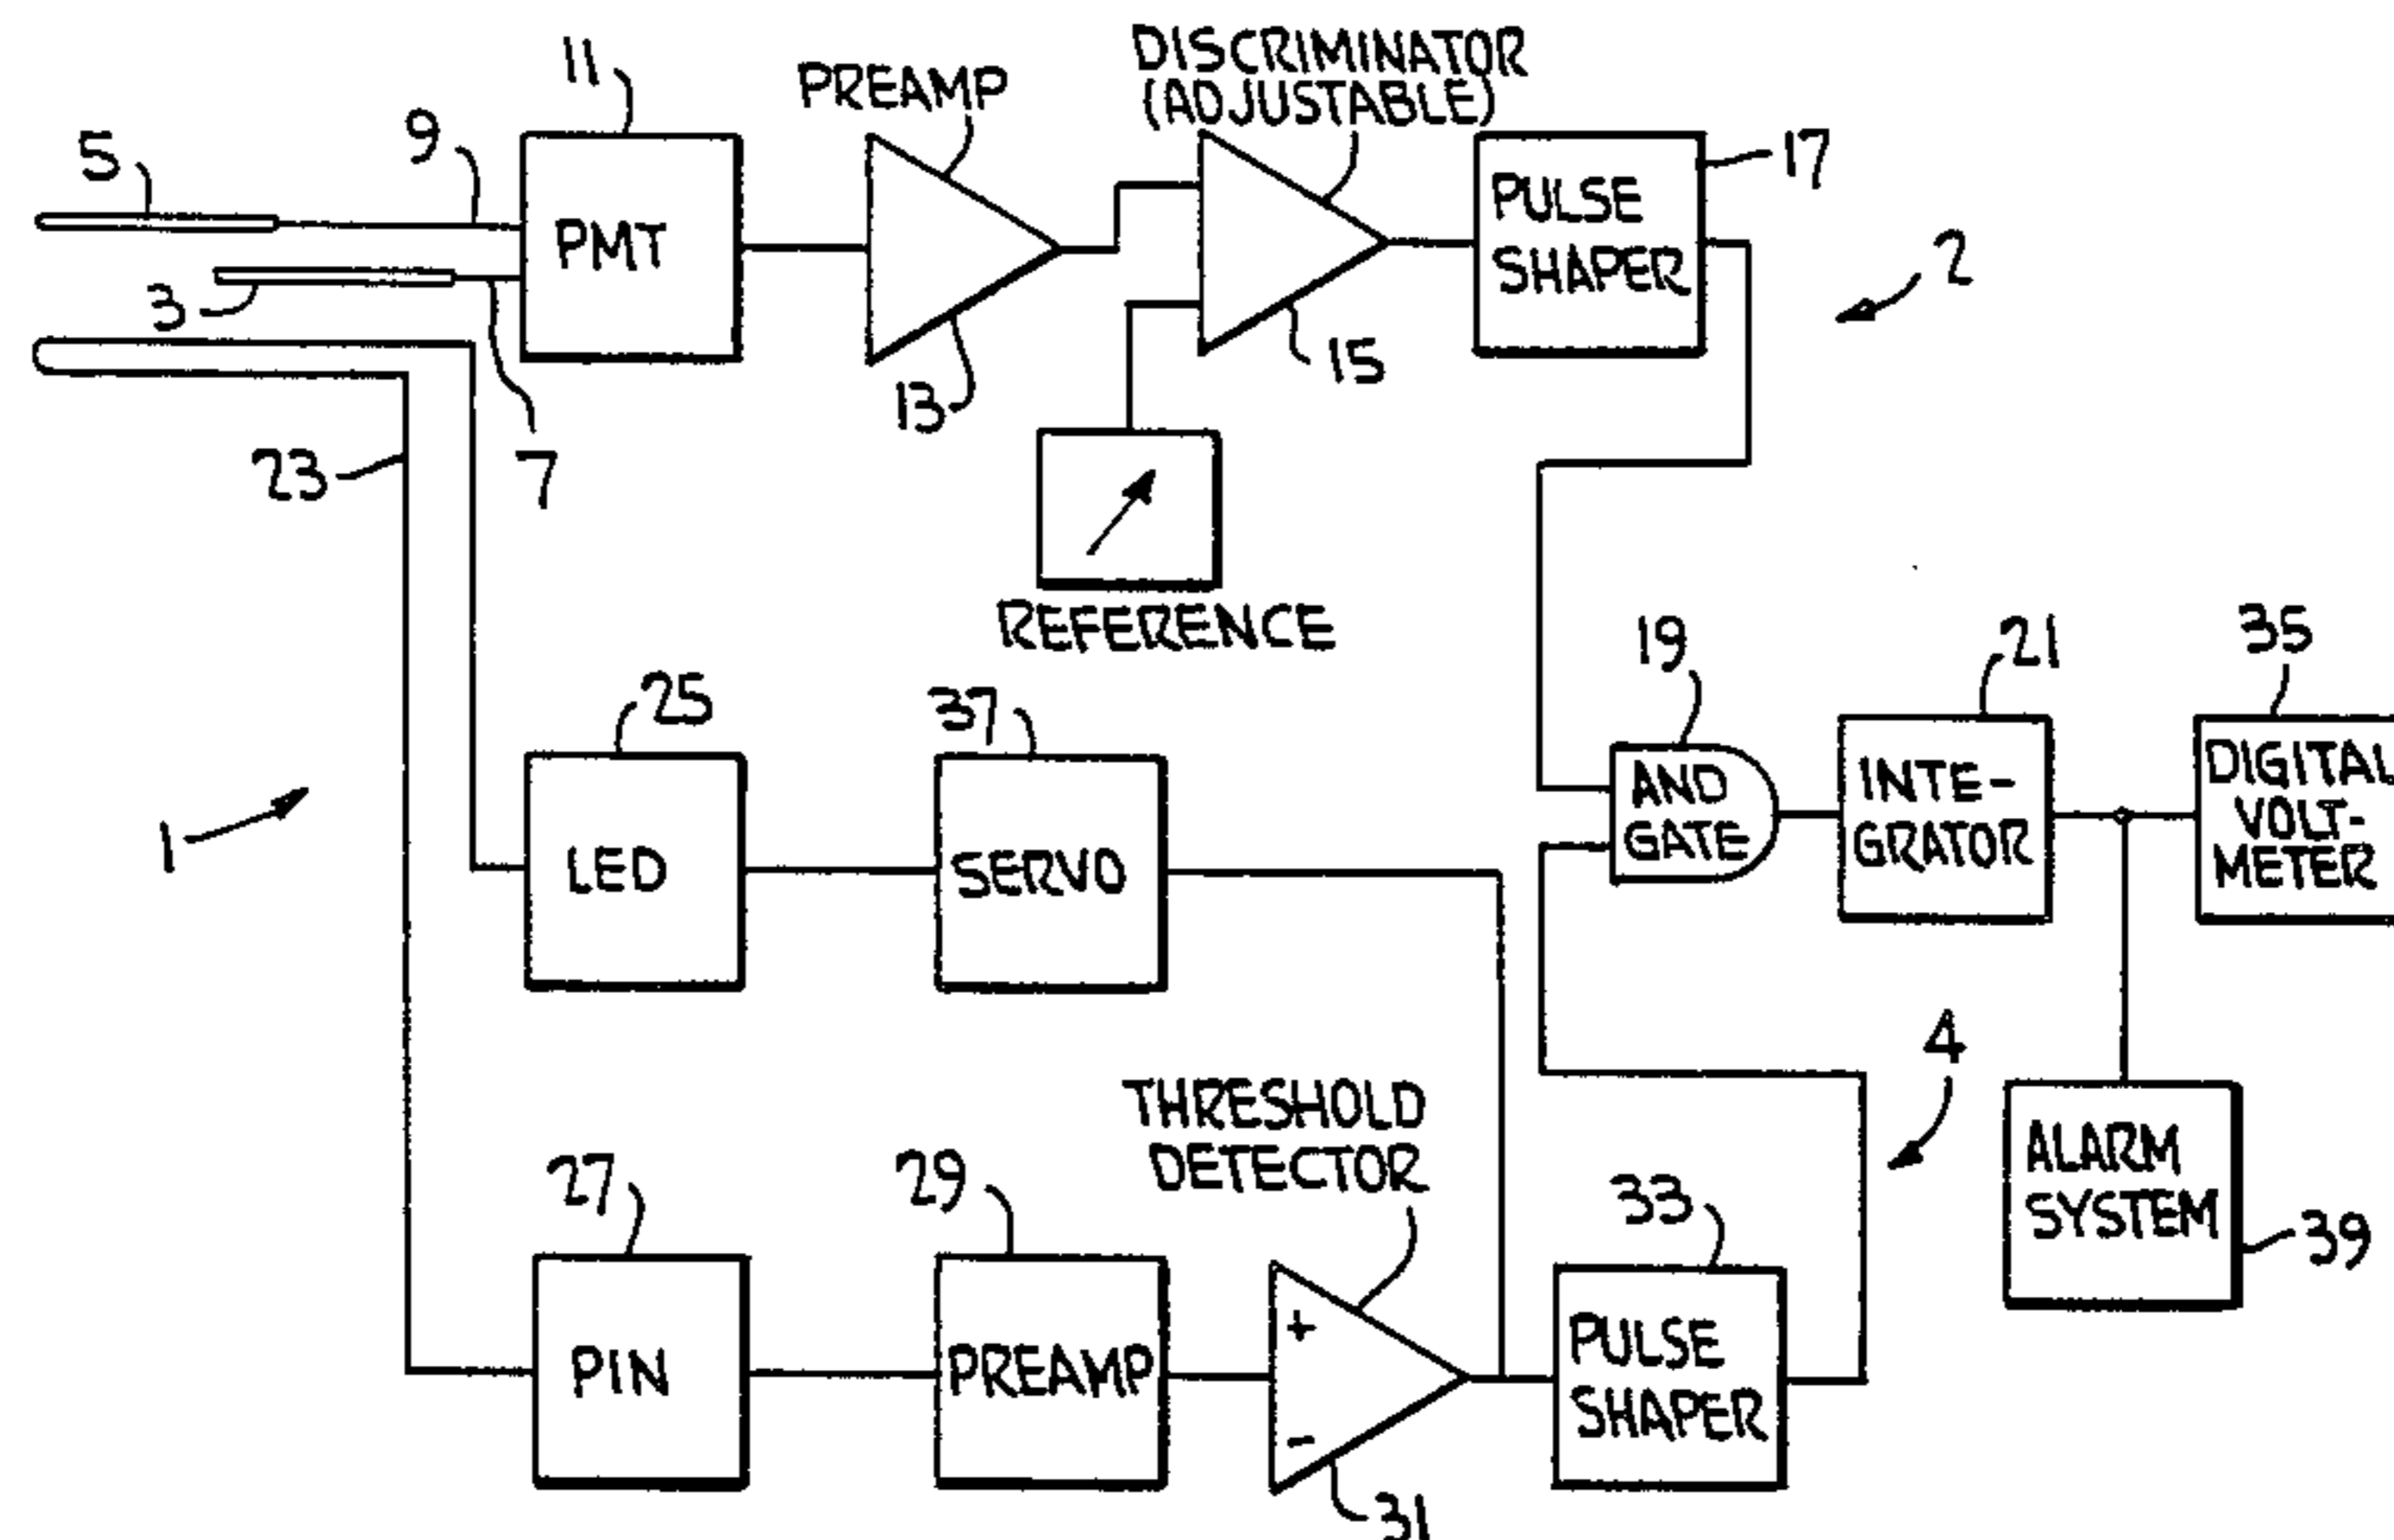 11
PREAMP
DISCRIMINATOR
(ADJUSTABLE)
5
9
17
PMT
PULSE
SHAPER
2
3
13
15
23
7
REFERENCE
19
21
35
25
37
1
LED
SERVO
AND
GATE
INTE-
GRATOR
DIGITAL
VOLT-
METER
4
THRESHOLD
DETECTOR
27
29
33
ALARM
SYSTEM
39
PIN
PREAMP
+
-
PULSE
SHAPER
31